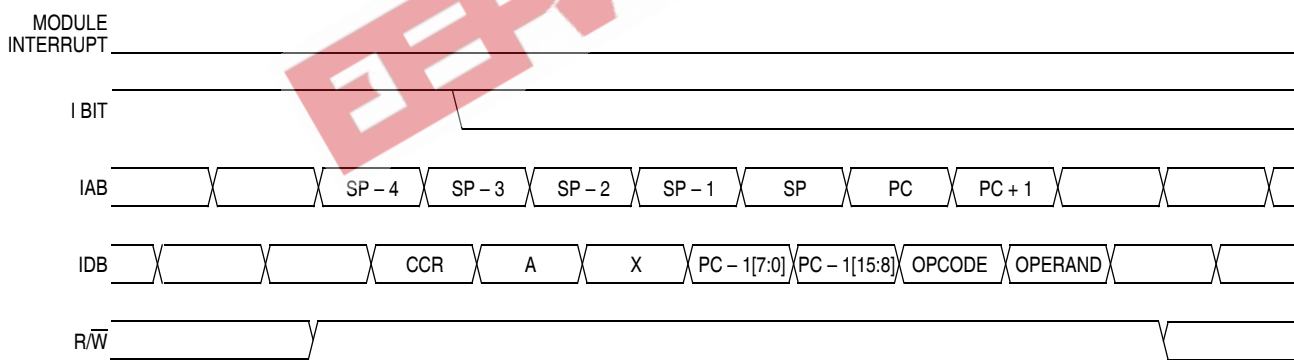 MODULE
INTERRUPT
I BIT
IAB SP – 4 SP – 3 SP – 2 SP – 1 SP PC PC + 1
IDB CCR A X PC – 1[7:0] PC – 1[15:8] OPCODE OPERAND
R/W̅